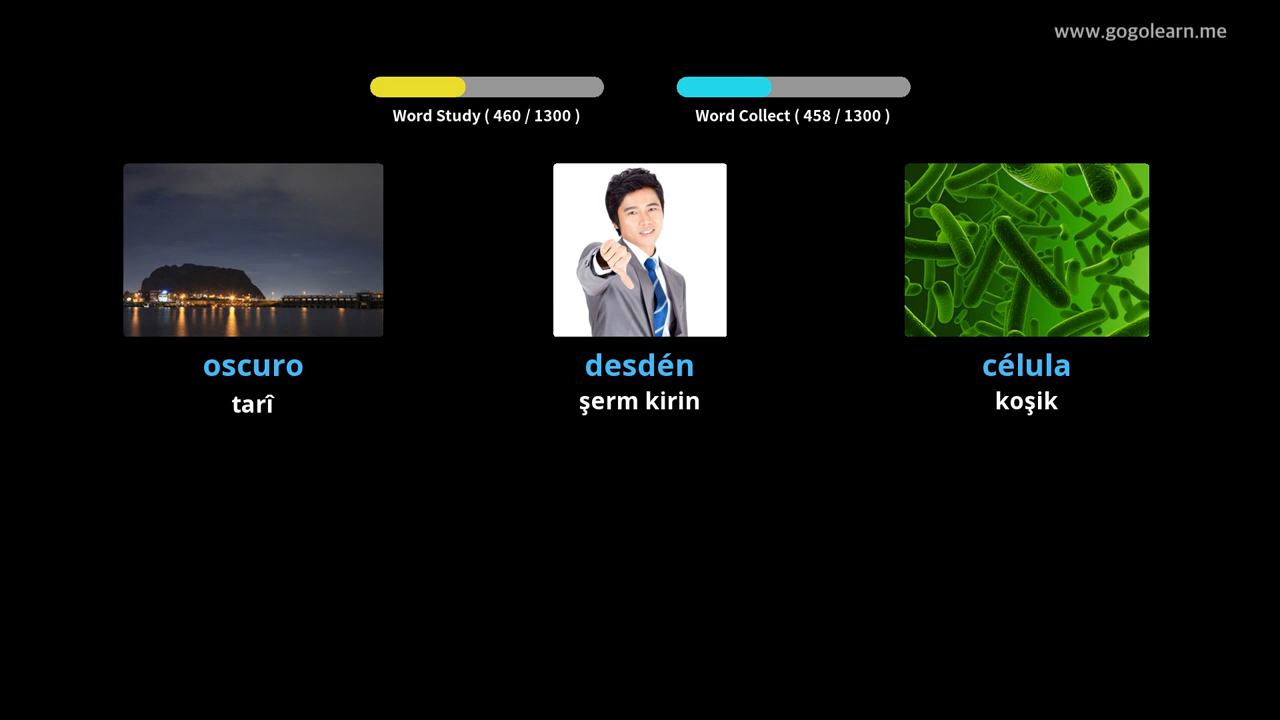 www.gogolearn.me
Word Study ( 460 / 1300 )
Word Collect ( 458 / 1300 )
oscuro
desdén
célula
tarî
şerm kirin
koşik